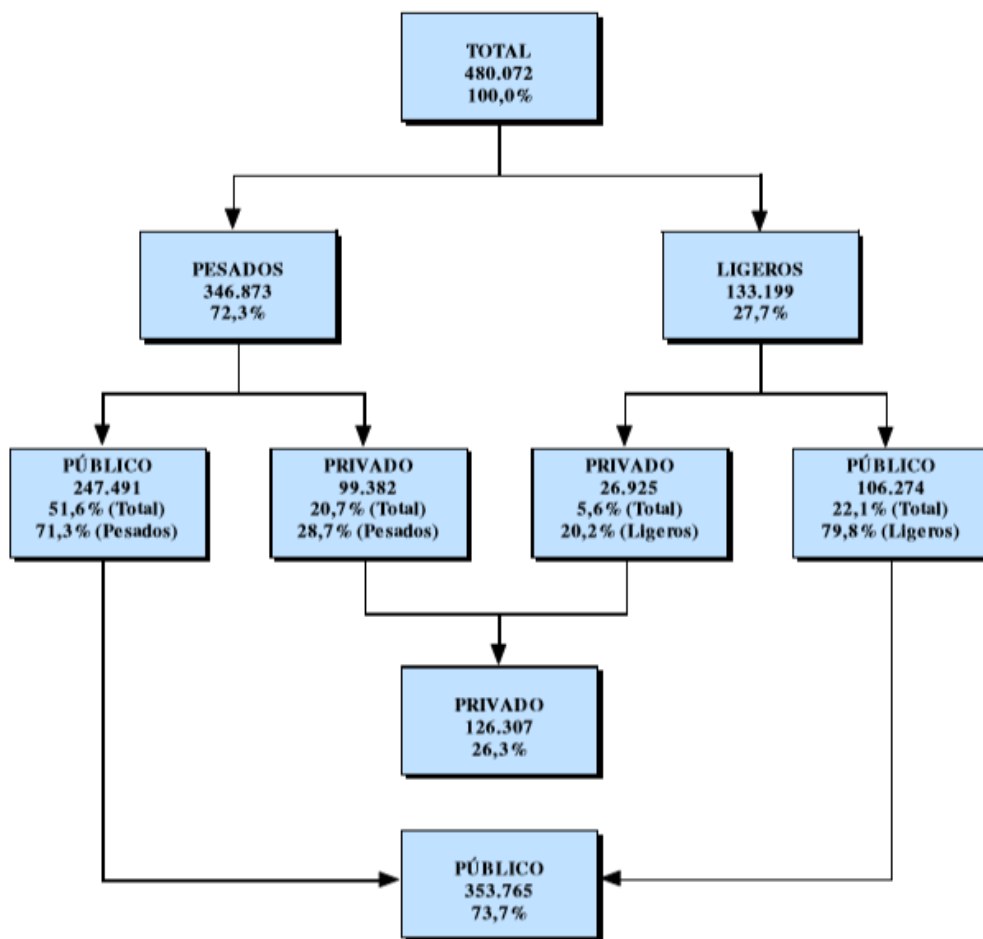 TOTAL
480.072
100,0%
PESADOS
346.873
72,3%
LIGEROS
133.199
27,7%
PÚBLICO
247.491
51,6% (Total)
71,3% (Pesados)
PRIVADO
99.382
20,7% (Total)
28,7% (Pesados)
PRIVADO
26.925
5,6% (Total)
20,2% (Ligeros)
PÚBLICO
106.274
22,1% (Total)
79,8% (Ligeros)
PRIVADO
126.307
26,3%
PÚBLICO
353.765
73,7%